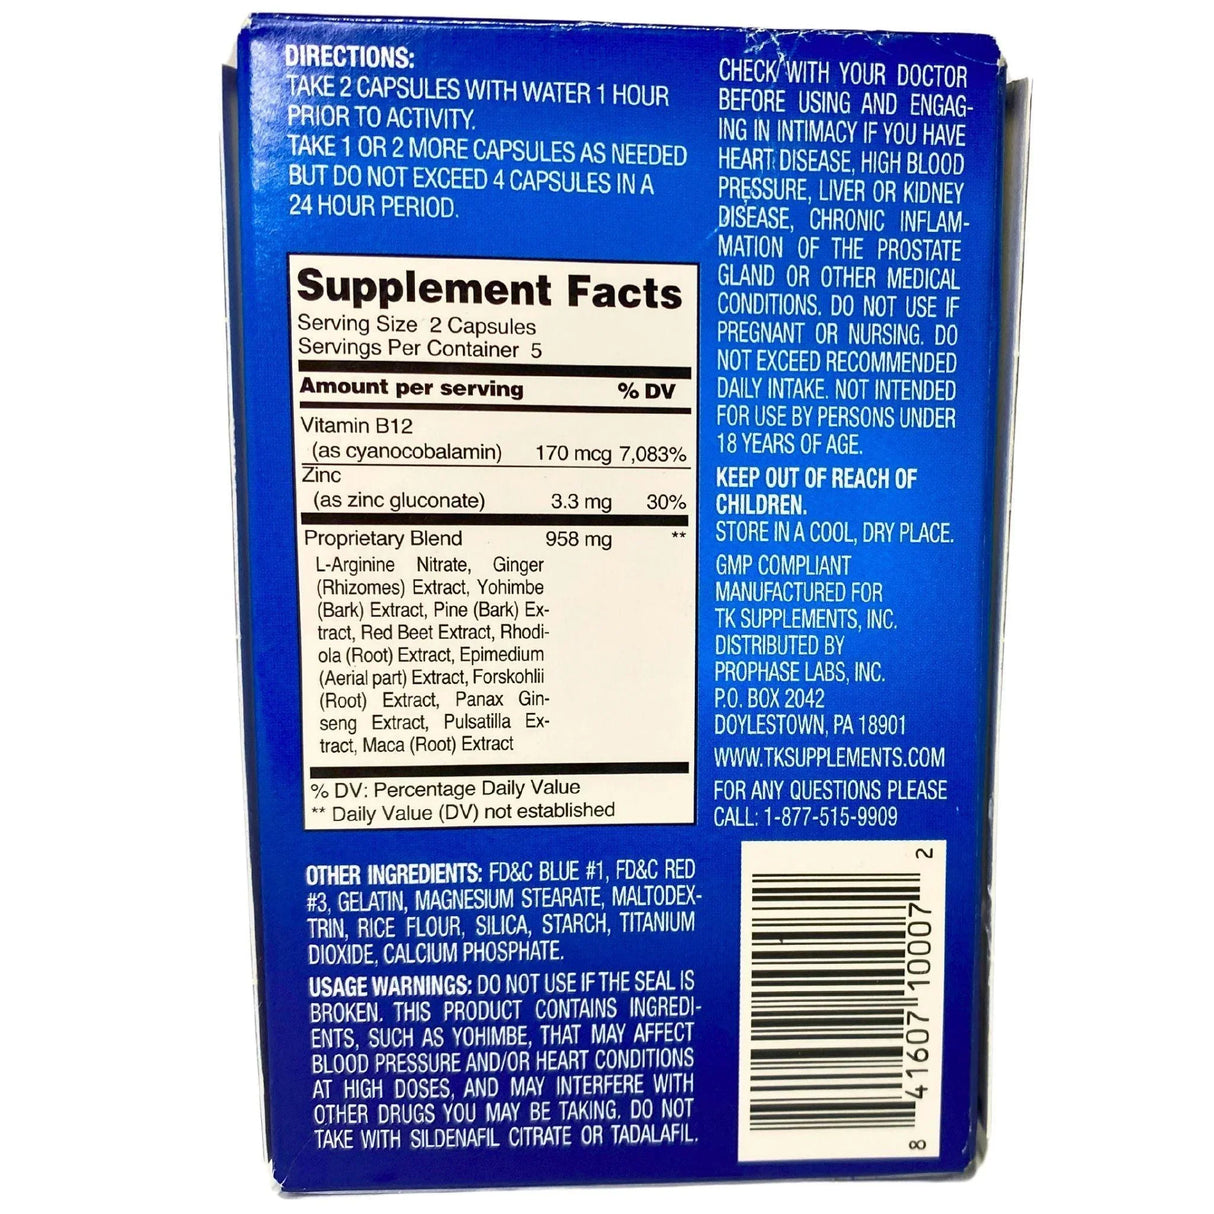 DIRECTIONS:
TAKE 2 CAPSULES WITH WATER 1 HOUR
PRIOR TO ACTIVITY.
TAKE 1 OR 2 MORE CAPSULES AS NEEDED
BUT DO NOT EXCEED 4 CAPSULES IN A
24 HOUR PERIOD.
Supplement Facts
Serving Size 2 Capsules
Servings Per Container 5
Amount per serving % DV
Vitamin B12
(as cyanocobalamin) 170 mcg 7,083%
Zinc
(as zinc gluconate) 3.3 mg 30%
Proprietary Blend 958 mg **
L-Arginine Nitrate, Ginger
(Rhizomes) Extract, Yohimbe
(Bark) Extract, Pine (Bark) Ex-
tract, Red Beet Extract, Rhodi-
ola (Root) Extract, Epimedium
(Aerial part) Extract, Forskohlii
(Root) Extract, Panax Gin-
seng Extract, Pulsatilla Ex-
tract, Maca (Root) Extract
% DV: Percentage Daily Value
** Daily Value (DV) not established
OTHER INGREDIENTS: FD&C BLUE #1, FD&C RED
#3, GELATIN, MAGNESIUM STEARATE, MALTODEX-
TRIN, RICE FLOUR, SILICA, STARCH, TITANIUM
DIOXIDE, CALCIUM PHOSPHATE.
USAGE WARNINGS: DO NOT USE IF THE SEAL IS
BROKEN. THIS PRODUCT CONTAINS INGREDI-
ENTS, SUCH AS YOHIMBE, THAT MAY AFFECT
BLOOD PRESSURE AND/OR HEART CONDITIONS
AT HIGH DOSES, AND MAY INTERFERE WITH
OTHER DRUGS YOU MAY BE TAKING. DO NOT
TAKE WITH SILDENAFIL CITRATE OR TADALAFIL.
CHECK WITH YOUR DOCTOR
BEFORE USING AND ENGAG-
ING IN INTIMACY IF YOU HAVE
HEART DISEASE, HIGH BLOOD
PRESSURE, LIVER OR KIDNEY
DISEASE, CHRONIC INFLAM-
MATION OF THE PROSTATE
GLAND OR OTHER MEDICAL
CONDITIONS. DO NOT USE IF
PREGNANT OR NURSING. DO
NOT EXCEED RECOMMENDED
DAILY INTAKE. NOT INTENDED
FOR USE BY PERSONS UNDER
18 YEARS OF AGE.
KEEP OUT OF REACH OF
CHILDREN.
STORE IN A COOL, DRY PLACE.
GMP COMPLIANT
MANUFACTURED FOR
TK SUPPLEMENTS, INC.
DISTRIBUTED BY
PROPHASE LABS, INC.
P.O. BOX 2042
DOYLESTOWN, PA 18901
WWW.TKSUPPLEMENTS.COM
FOR ANY QUESTIONS PLEASE
CALL: 1-877-515-9909
8 41607 10007 2